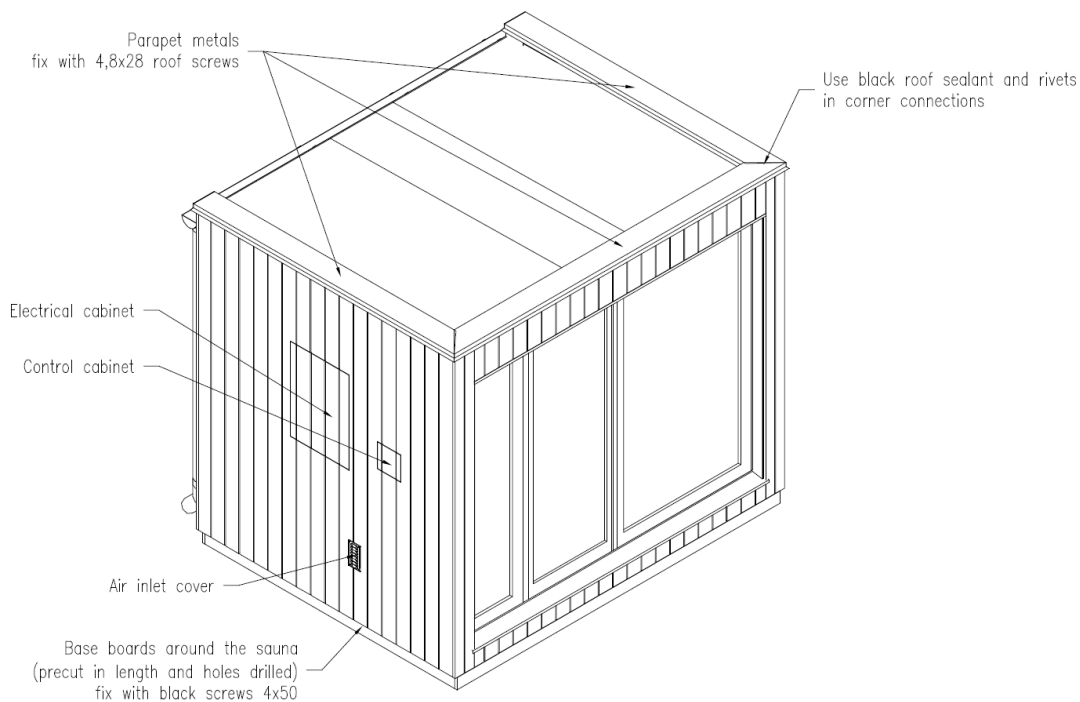 Parapet metals
fix with 4,8x28 roof screws
Use black roof sealant and rivets
in corner connections
Electrical cabinet
Control cabinet
Air inlet cover
Base boards around the sauna
(precut in length and holes drilled)
fix with black screws 4x50